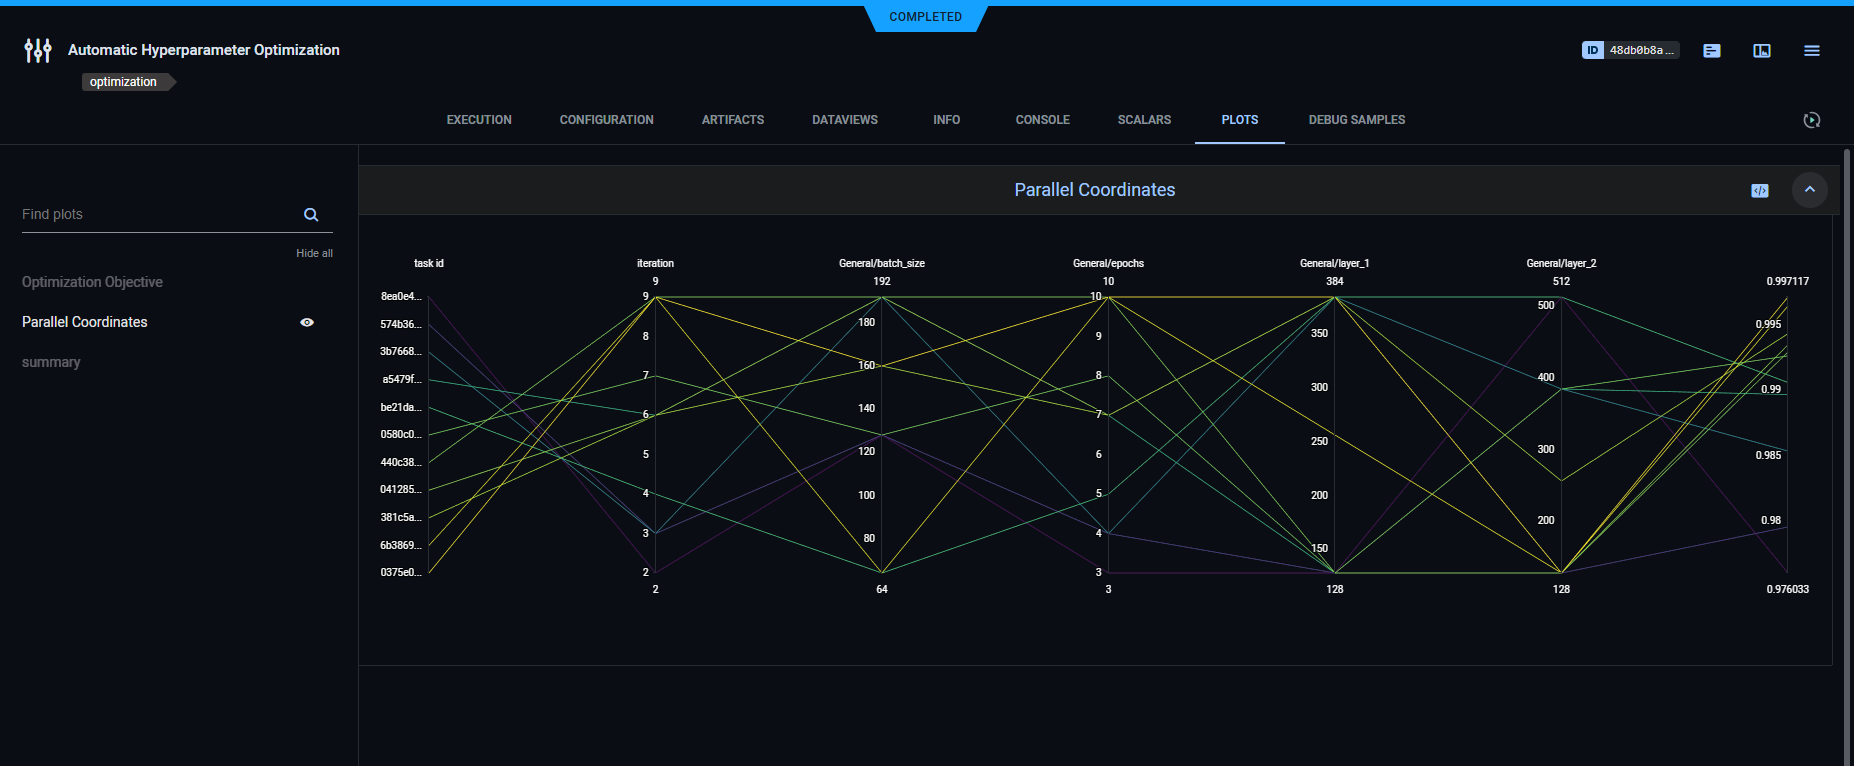 COMPLETED
Automatic Hyperparameter Optimization
ID 48db0b8a ...
optimization
EXECUTION CONFIGURATION ARTIFACTS DATAVIEWS INFO CONSOLE SCALARS PLOTS DEBUG SAMPLES
Parallel Coordinates
Find plots
Hide all
Optimization Objective
Parallel Coordinates
summary
task id
8ea0e4...
574b36...
3b7668...
a5479f...
be21da...
0580c0...
440c38...
041285...
381c5a...
6b3869...
0375e0...
iteration
9
9
8
7
6
5
4
3
2
2
General/batch_size
192
180
160
140
120
100
80
64
General/epochs
10
10
9
8
7
6
5
4
3
3
General/layer_1
384
350
300
250
200
150
128
General/layer_2
512
500
400
300
200
128
0.997117
0.995
0.99
0.985
0.98
0.976033